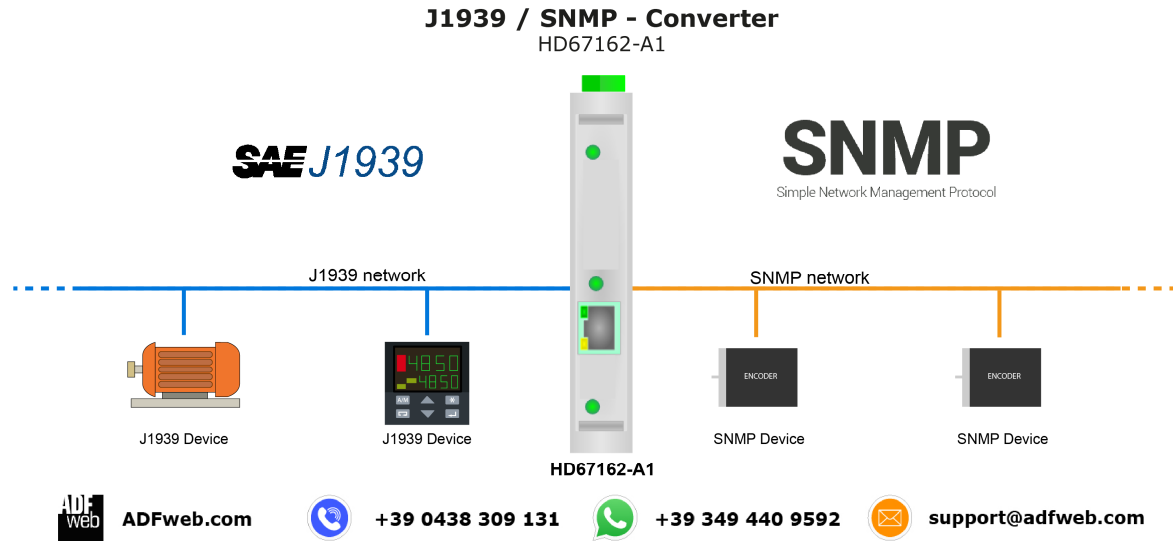 J1939 / SNMP - Converter
HD67162-A1
SAE J1939
SNMP
Simple Network Management Protocol
J1939 network
SNMP network
4850
4850
A/M
ENCODER
ENCODER
J1939 Device
J1939 Device
SNMP Device
SNMP Device
HD67162-A1
ADF
web
ADFweb.com
+39 0438 309 131
+39 349 440 9592
support@adfweb.com